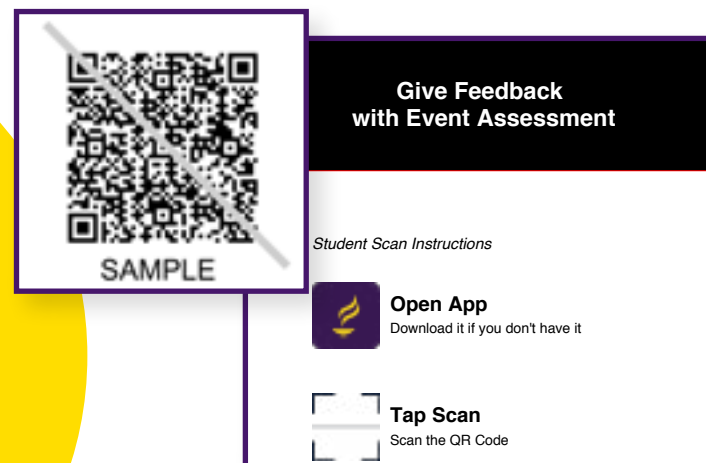 SAMPLE
Give Feedback
with Event Assessment
Student Scan Instructions
Open App
Download it if you don't have it
Tap Scan
Scan the QR Code